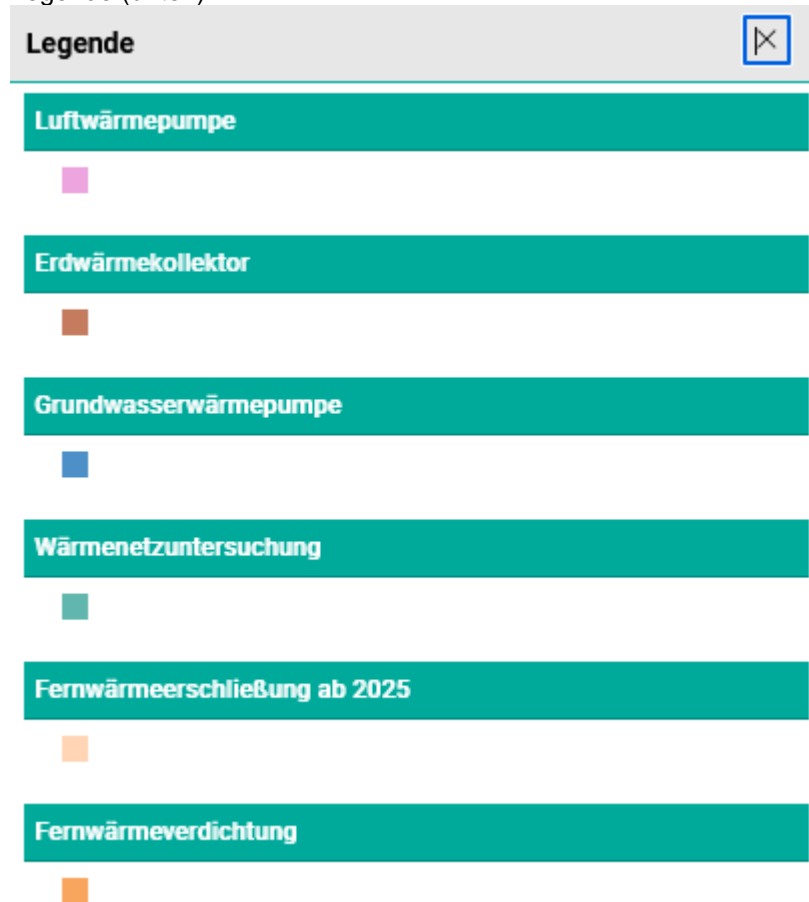 Legende
Luftwärmepumpe
Erdwärmekollektor
Grundwasserwärmepumpe
Wärmenetzuntersuchung
Fernwärmeerschließung ab 2025
Fernwärmeverdichtung